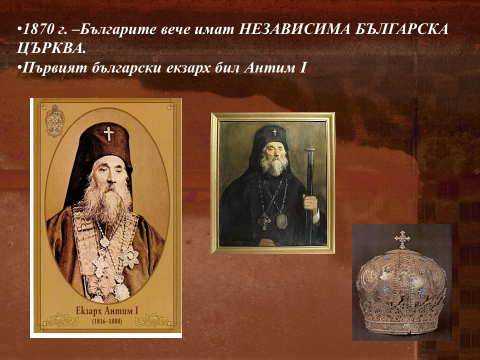 •1870 г. –Българите вече имат НЕЗАВИСИМА БЪЛГАРСКА
ЦЪРКВА.
•Първият български екзарх бил Антим I
Екзарх Антим I
(1816-1888)